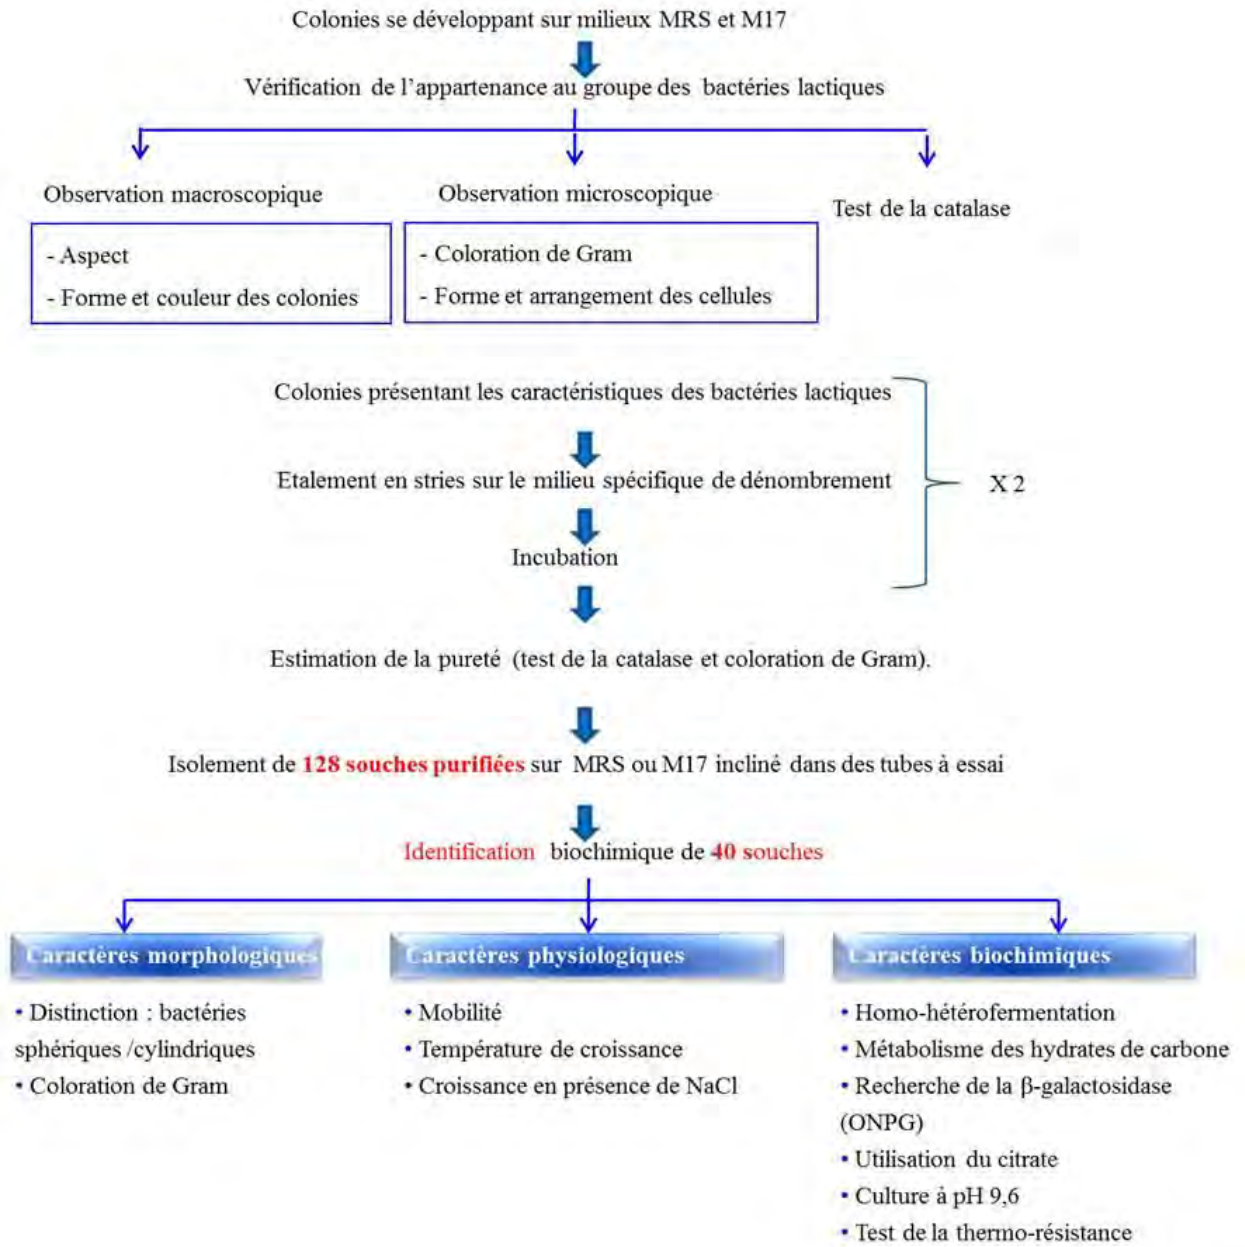 Colonies se développant sur milieux MRS et M17
Vérification de l'appartenance au groupe des bactéries lactiques
Observation macroscopique
- Aspect
- Forme et couleur des colonies
Observation microscopique
- Coloration de Gram
- Forme et arrangement des cellules
Test de la catalase
Colonies présentant les caractéristiques des bactéries lactiques
Etalement en stries sur le milieu spécifique de dénombrement
Incubation
X 2
Estimation de la pureté (test de la catalase et coloration de Gram).
Isolement de 128 souches purifiées sur MRS ou M17 incliné dans des tubes à essai
Identification biochimique de 40 souches
Caractères morphologiques
• Distinction : bactéries
sphériques /cylindriques
• Coloration de Gram
Caractères physiologiques
• Mobilité
• Température de croissance
• Croissance en présence de NaCl
Caractères biochimiques
• Homo-hétérofermentation
• Métabolisme des hydrates de carbone
• Recherche de la β-galactosidase
(ONPG)
• Utilisation du citrate
• Culture à pH 9,6
• Test de la thermo-résistance